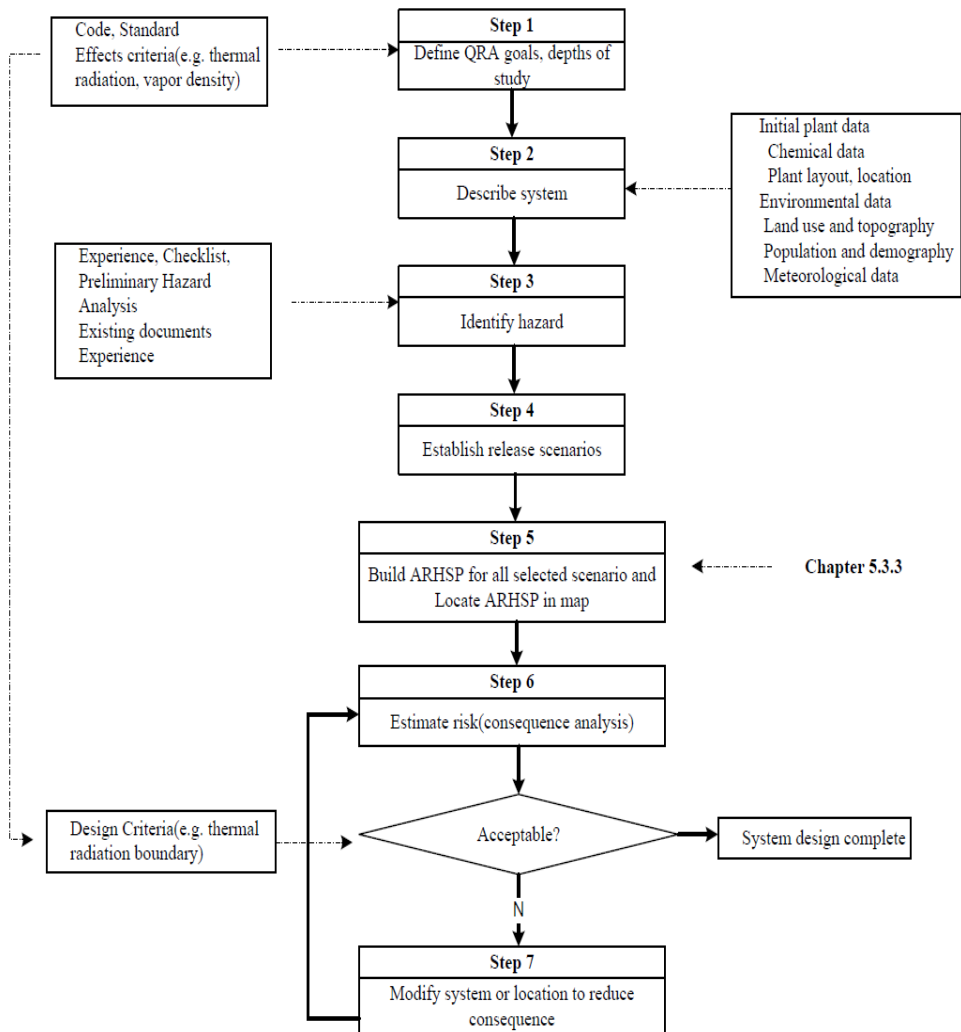 Code, Standard
Effects criteria(e.g. thermal
radiation, vapor density)
Step 1
Define QRA goals, depths of
study
Step 2
Describe system
Initial plant data
Chemical data
Plant layout, location
Environmental data
Land use and topography
Population and demography
Meteorological data
Experience, Checklist,
Preliminary Hazard
Analysis
Existing documents
Experience
Step 3
Identify hazard
Step 4
Establish release scenarios
Step 5
Build ARHSP for all selected scenario and
Locate ARHSP in map
Chapter 5.3.3
Step 6
Estimate risk(consequence analysis)
Design Criteria(e.g. thermal
radiation boundary)
Acceptable?
System design complete
N
Step 7
Modify system or location to reduce
consequence